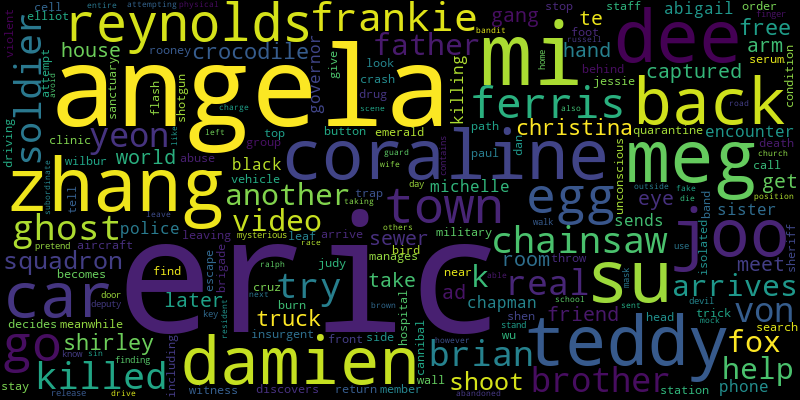 cell entire attempting physical
elliot reynolds frankie gang stop staff abigail order
violent rooney te bandit foot russell finger
soldier attempt avoid house crocodile governor father hand dee free
angela mi behind home arm bandit
sanctuary flash shotgun give look crash drug killing captured serum condition
driving yeon charge scene ferris jessie back
clinic left button emerald path also christina quarantine encounter
like group top coraline paul dan road death
wilbur world abuse black guard wife contains meg church call
zhang tell vehicle trap michelle unconscious get
subordinate another day taking town egg eye sister position
ghost leave video others sends isolated band outside fake die
police leaving mysterious race sewer chainsaw joo walk sheriff
squadron aircraft leaf arrive bird military room throw meet
pretend escape brigade eric manages k real su mask use devil
becomes find ralph judy take near able arrives
car later cruz try ad chapman school trick von
door resident key next burn brown hospital shen friend sent head mock search
decides meanwhile truck insurgent front side cannibal wu stand however
deputy shirley damien brian teddy fox
go know sin including wall shoot brother help
stay killed finding witness discovers return member station phone
release drive abandoned